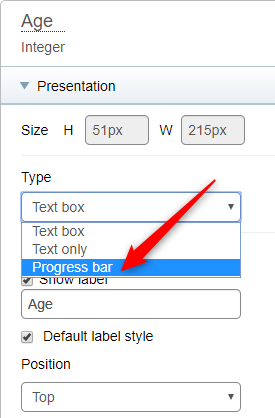 Age
Integer
Presentation
Size H 51px W 215px
Type
Text box
Text box
Text only
Progress bar
Show label
Age
Default label style
Position
Top